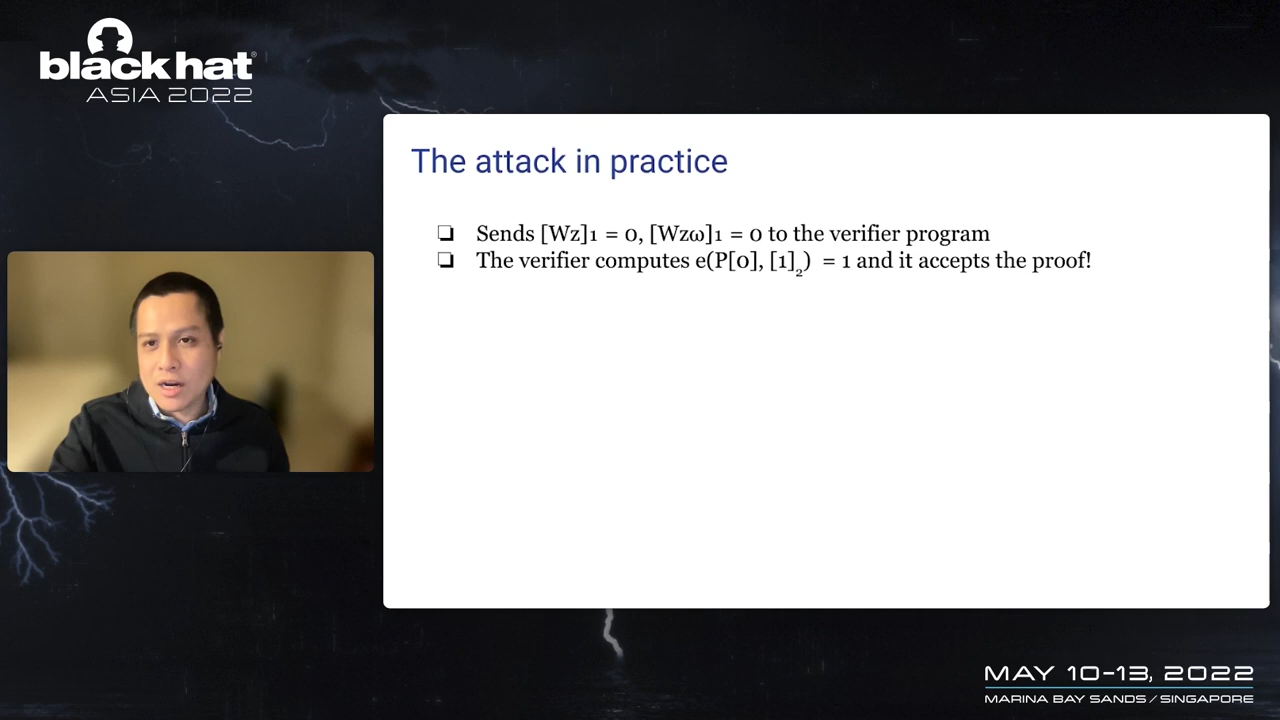 black hat®
ASIA 2022
The attack in practice
❏ Sends [Wz]1 = 0, [Wzω]1 = 0 to the verifier program
❏ The verifier computes e(P[0], [1]₂) = 1 and it accepts the proof!
MAY 10-13, 2022
MARINA BAY SANDS / SINGAPORE